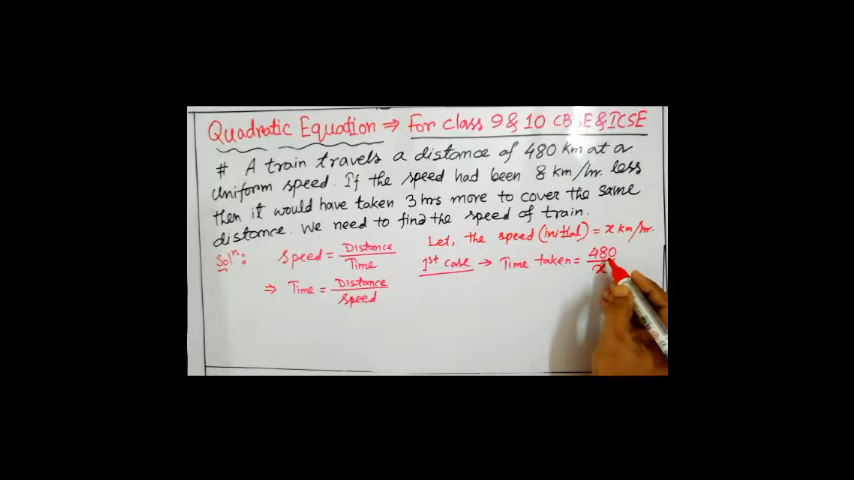 Quadratic Equation ⇒ For Class 9 & 10 CBSE & ICSE
# A train travels a distance of 480 km at a
uniform speed. If the speed had been 8 km/hr. less
then it would have taken 3 hrs more to cover the same
distance. We need to find the speed of train.
Let, the speed (initial) = x km/hr.
Solⁿ: Speed = Distance / Time
1st case → Time taken = 480 / x
⇒ Time = Distance / Speed